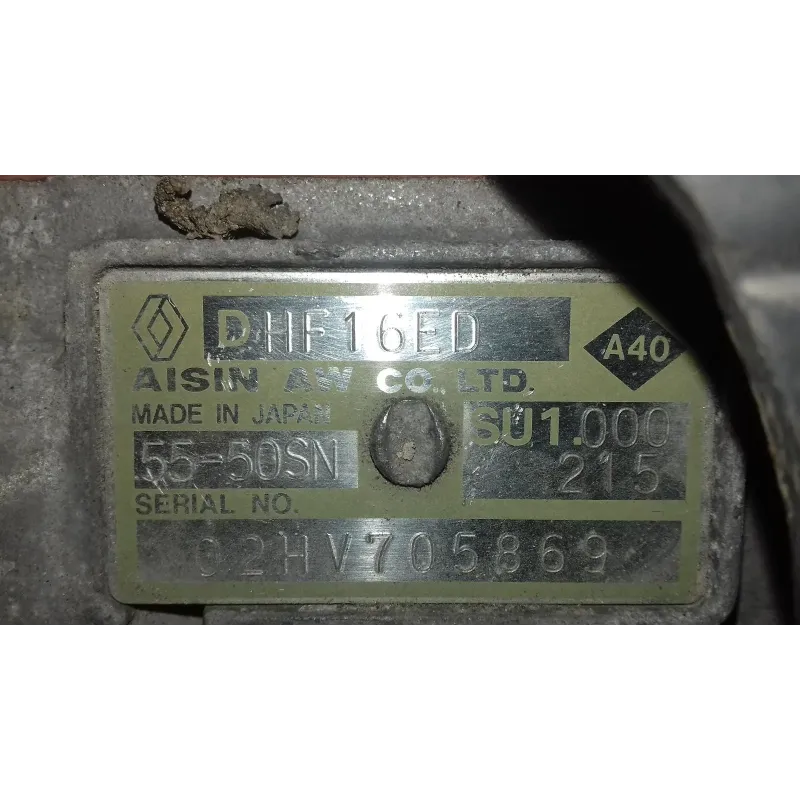 DHF16ED
A40
AISIN AW CO., LTD.
MADE IN JAPAN
SU1.000
55-50SN
215
SERIAL NO.
02HV705869